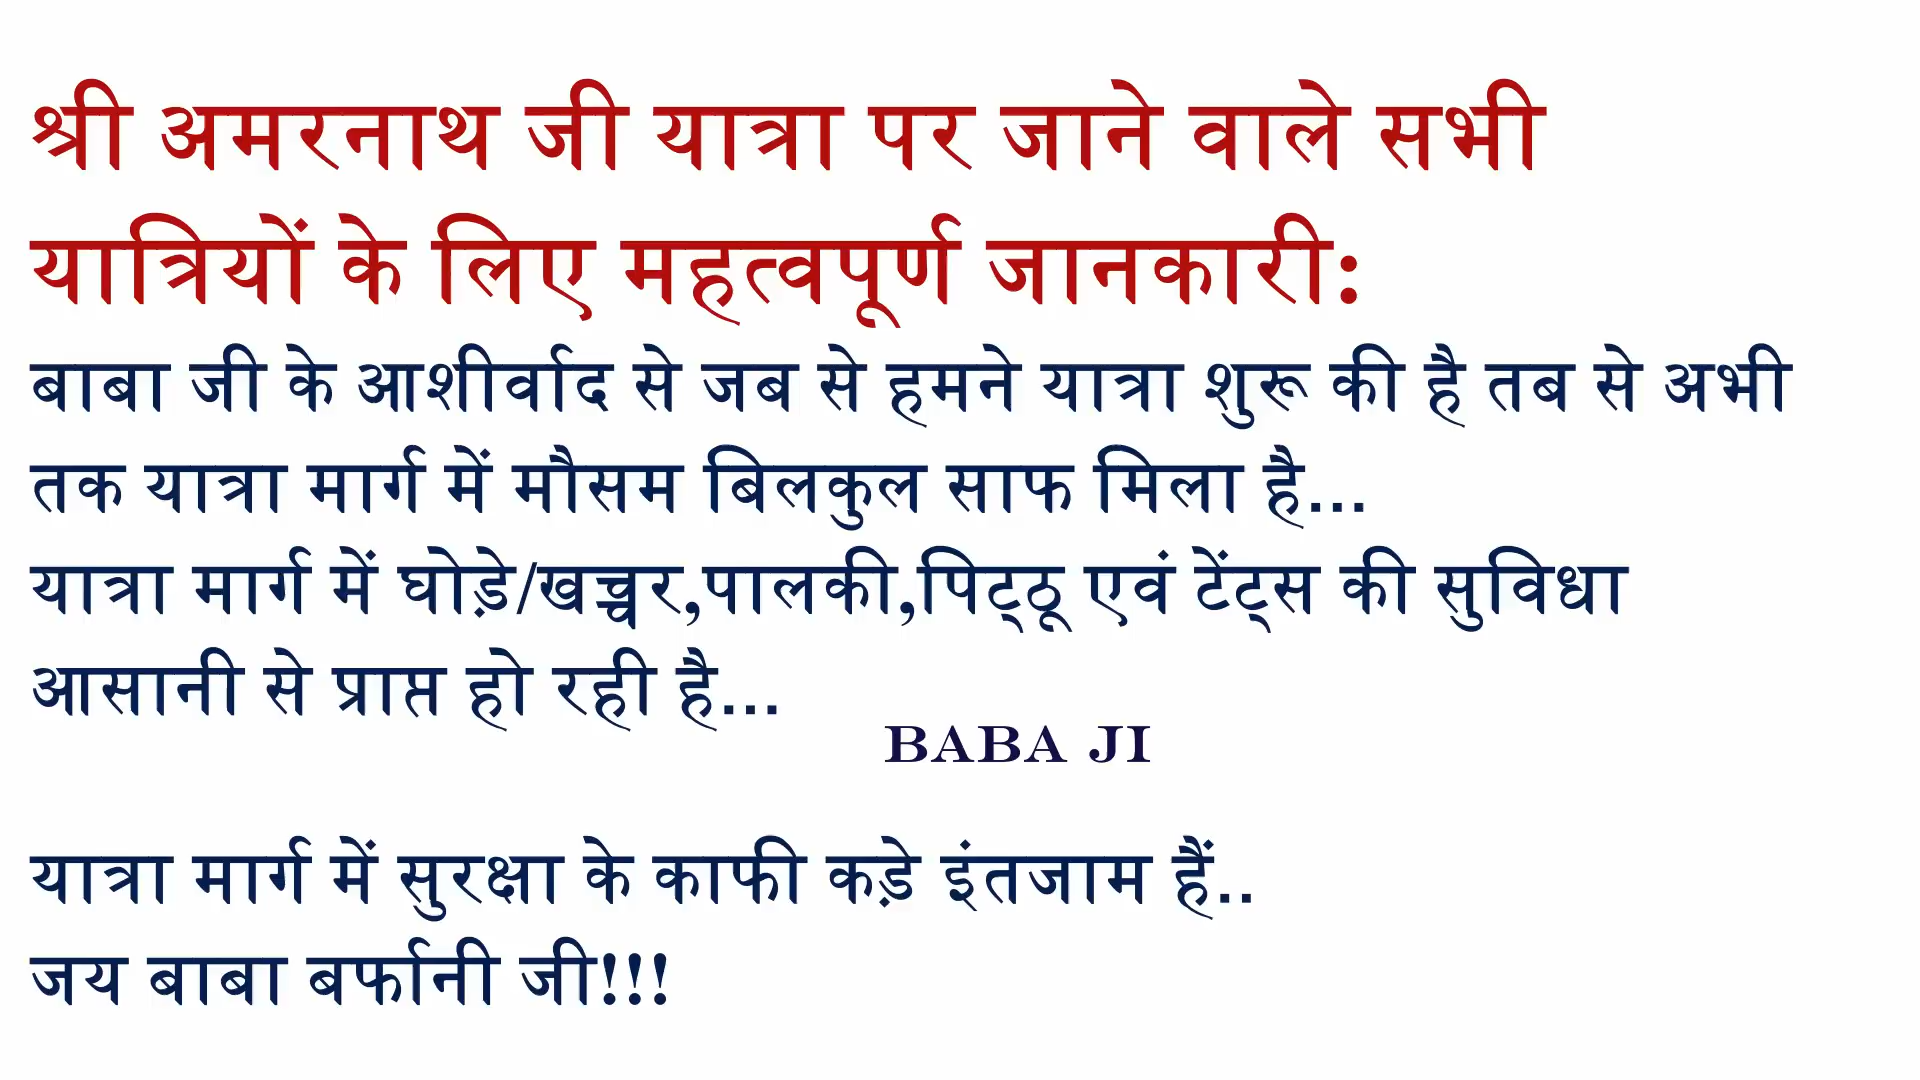 श्री अमरनाथ जी यात्रा पर जाने वाले सभी
यात्रियों के लिए महत्वपूर्ण जानकारी:
बाबा जी के आशीर्वाद से जब से हमने यात्रा शुरू की है तब से अभी
तक यात्रा मार्ग में मौसम बिलकुल साफ मिला है...
यात्रा मार्ग में घोड़े/खच्चर,पालकी,पिट्ठू एवं टेंट्स की सुविधा
आसानी से प्राप्त हो रही है...
BABA JI
यात्रा मार्ग में सुरक्षा के काफी कड़े इंतजाम हैं..
जय बाबा बर्फानी जी!!!